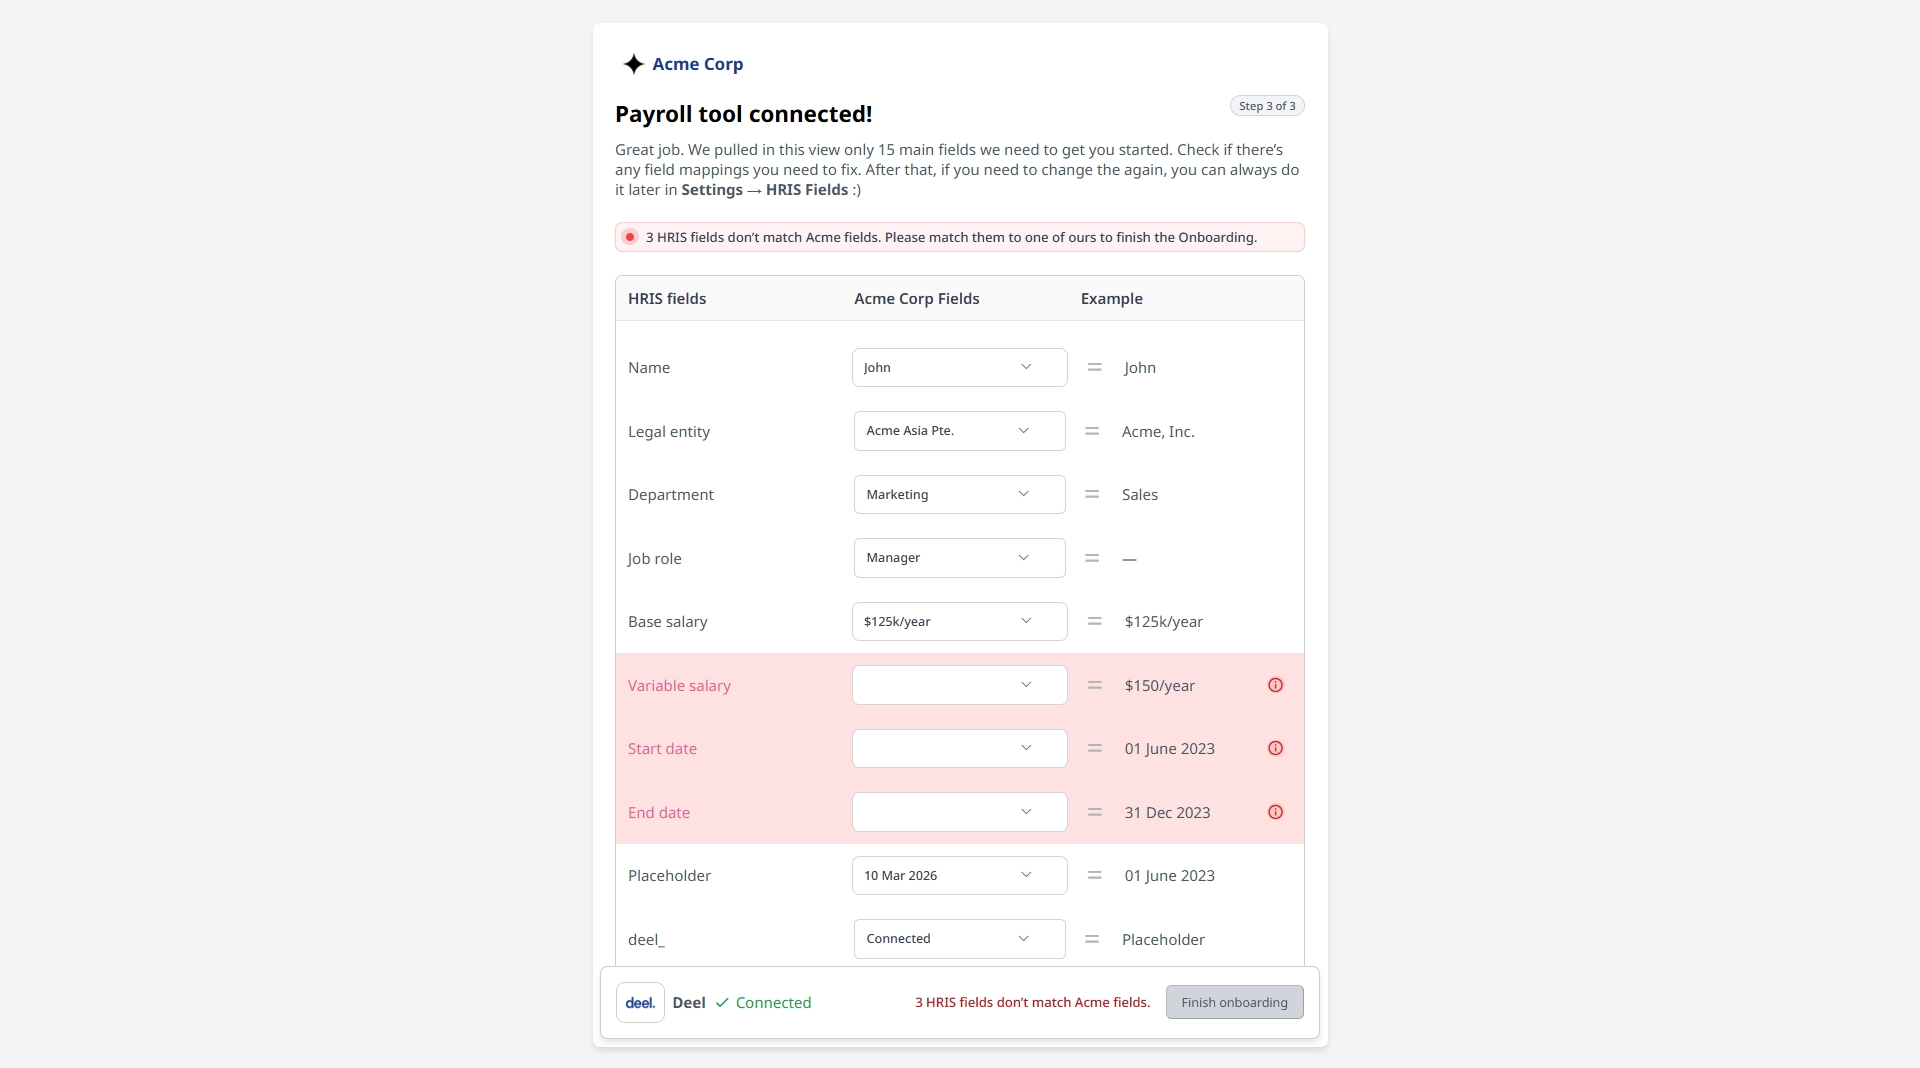 Acme Corp
Payroll tool connected!
Step 3 of 3
Great job. We pulled in this view only 15 main fields we need to get you started. Check if there's
any field mappings you need to fix. After that, if you need to change the again, you can always do
it later in Settings → HRIS Fields :)
3 HRIS fields don't match Acme fields. Please match them to one of ours to finish the Onboarding.
HRIS fields Acme Corp Fields Example
Name John = John
Legal entity Acme Asia Pte. = Acme, Inc.
Department Marketing = Sales
Job role Manager = —
Base salary $125k/year = $125k/year
Variable salary = $150/year
Start date = 01 June 2023
End date = 31 Dec 2023
Placeholder 10 Mar 2026 = 01 June 2023
deel_ Connected = Placeholder
deel. Deel ✓ Connected 3 HRIS fields don't match Acme fields. Finish onboarding